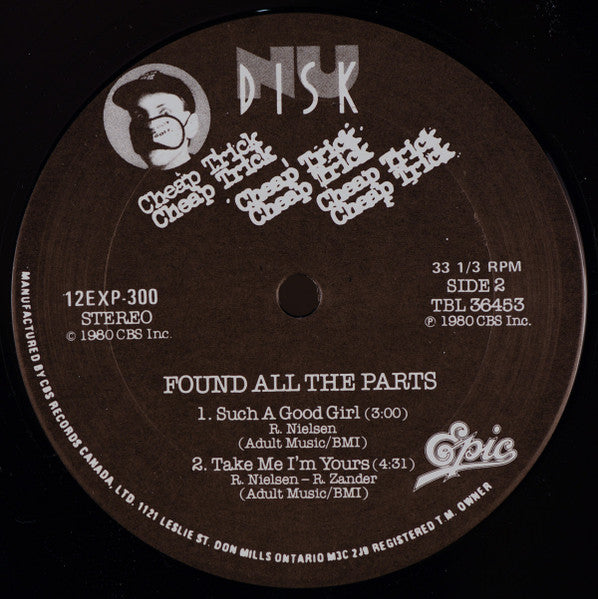 NU
DISK
Cheap Trick Cheap Trick Cheap Trick
Cheap Trick Cheap Trick Cheap Trick
12EXP-300
STEREO
© 1980 CBS Inc.
33 1/3 RPM
SIDE 2
TBL 36453
℗ 1980 CBS Inc.
FOUND ALL THE PARTS
1. Such A Good Girl (3:00)
R. Nielsen
(Adult Music/BMI)
2. Take Me I'm Yours (4:31)
R. Nielsen – R. Zander
(Adult Music/BMI)
Epic
MANUFACTURED BY CBS RECORDS CANADA, LTD. 1121 LESLIE ST. DON MILLS ONTARIO M3C 2J9 REGISTERED T.M. OWNER